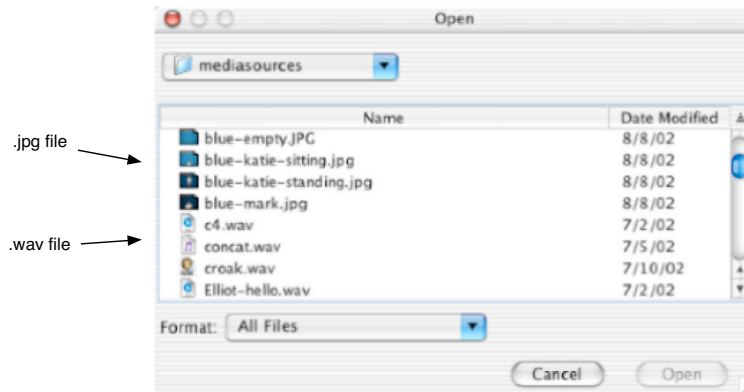 Open
mediasources
Name Date Modified
blue-empty.JPG 8/8/02
.jpg file
blue-katie-sitting.jpg 8/8/02
blue-katie-standing.jpg 8/8/02
blue-mark.jpg 8/8/02
c4.wav 7/2/02
.wav file
concat.wav 7/5/02
croak.wav 7/10/02
Elliot-hello.wav 7/2/02
Format: All Files
Cancel Open